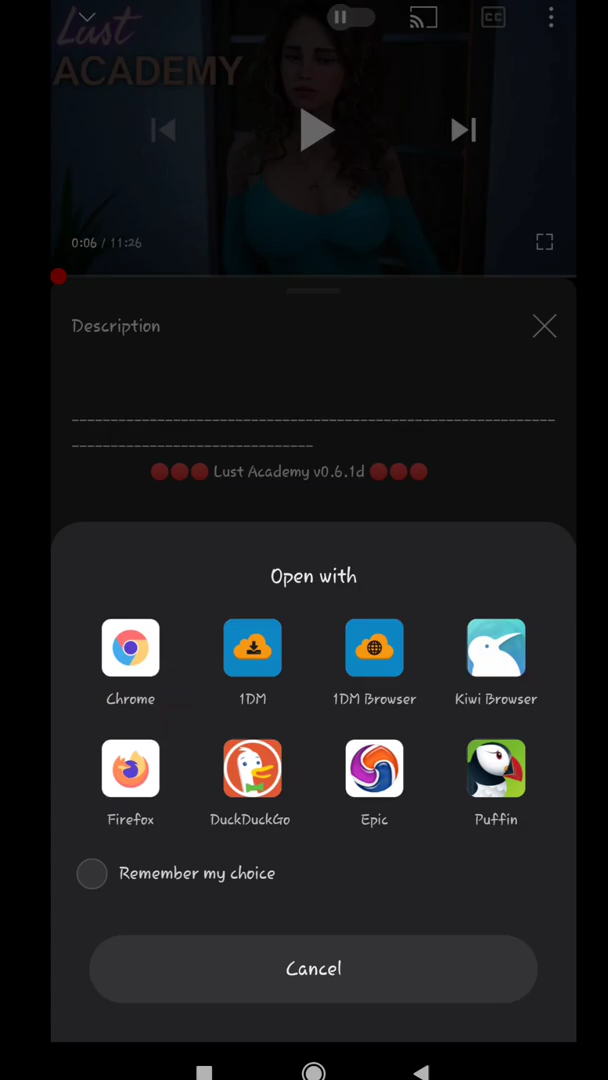 Lust
ACADEMY
CC
0:06 / 11:26
Description
--------------------------------------------------------------
-------------------------------
Lust Academy v0.6.1d
Open with
Chrome
1DM
1DM Browser
Kiwi Browser
Firefox
DuckDuckGo
Epic
Puffin
Remember my choice
Cancel